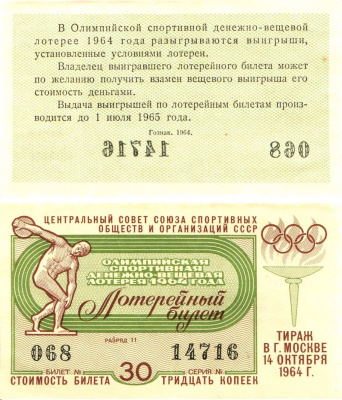 В Олимпийской спортивной денежно-вещевой
лотерее 1964 года разыгрываются выигрыши,
установленные условиями лотереи.
Владелец выигравшего лотерейного билета может
по желанию получить взамен вещевого выигрыша его
стоимость деньгами.
Выдача выигрышей по лотерейным билетам произ-
водится до 1 июля 1965 года.
Гознак. 1964.
14716 068
ЦЕНТРАЛЬНЫЙ СОВЕТ СОЮЗА СПОРТИВНЫХ
ОБЩЕСТВ И ОРГАНИЗАЦИЙ СССР
ОЛИМПИЙСКАЯ
СПОРТИВНАЯ
ДЕНЕЖНО-ВЕЩЕВАЯ
ЛОТЕРЕЯ 1964 ГОДА
Лотерейный
билет
РАЗРЯД 11
068 14716
БИЛЕТ № 30 СЕРИЯ №
СТОИМОСТЬ БИЛЕТА ТРИДЦАТЬ КОПЕЕК
ТИРАЖ
В Г. МОСКВЕ
14 ОКТЯБРЯ
1964 Г.